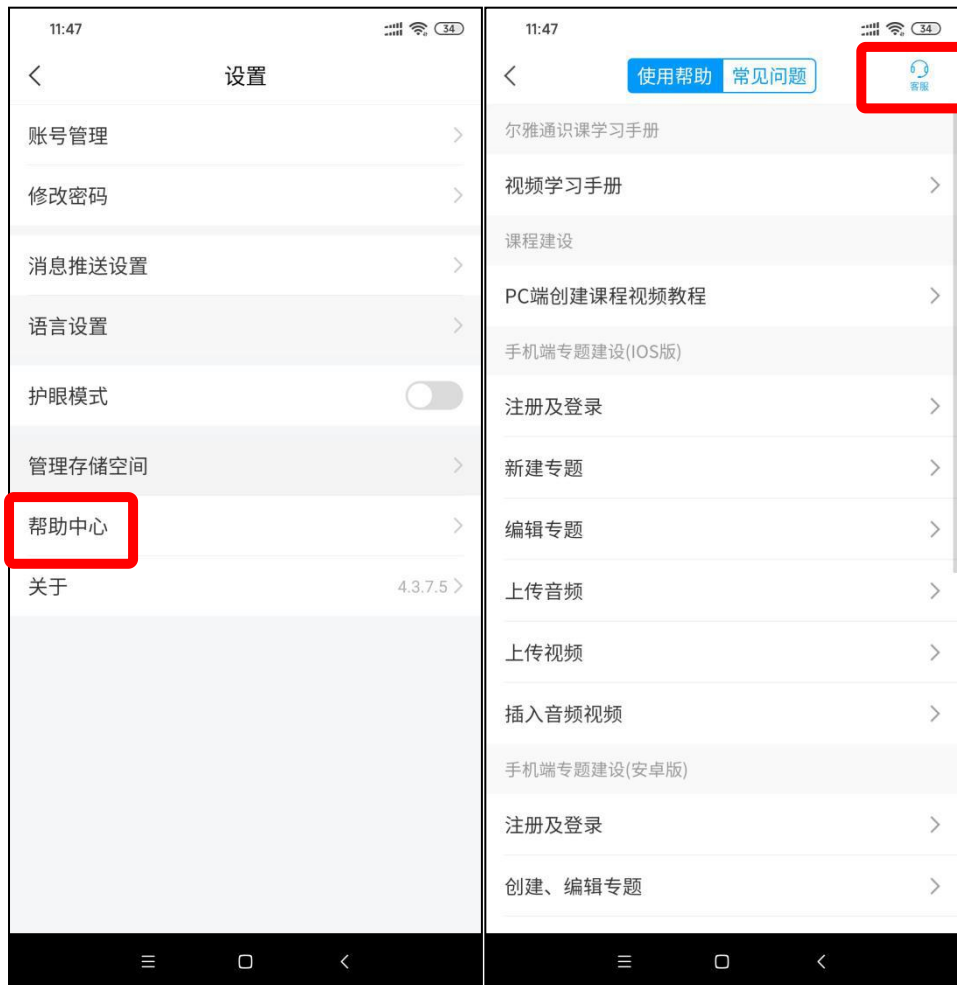 11:47
34
设置
账号管理
修改密码
消息推送设置
语言设置
护眼模式
管理存储空间
帮助中心
关于
4.3.7.5
11:47
34
使用帮助 常见问题
客服
尔雅通识课学习手册
视频学习手册
课程建设
PC端创建课程视频教程
手机端专题建设(IOS版)
注册及登录
新建专题
编辑专题
上传音频
上传视频
插入音频视频
手机端专题建设(安卓版)
注册及登录
创建、编辑专题